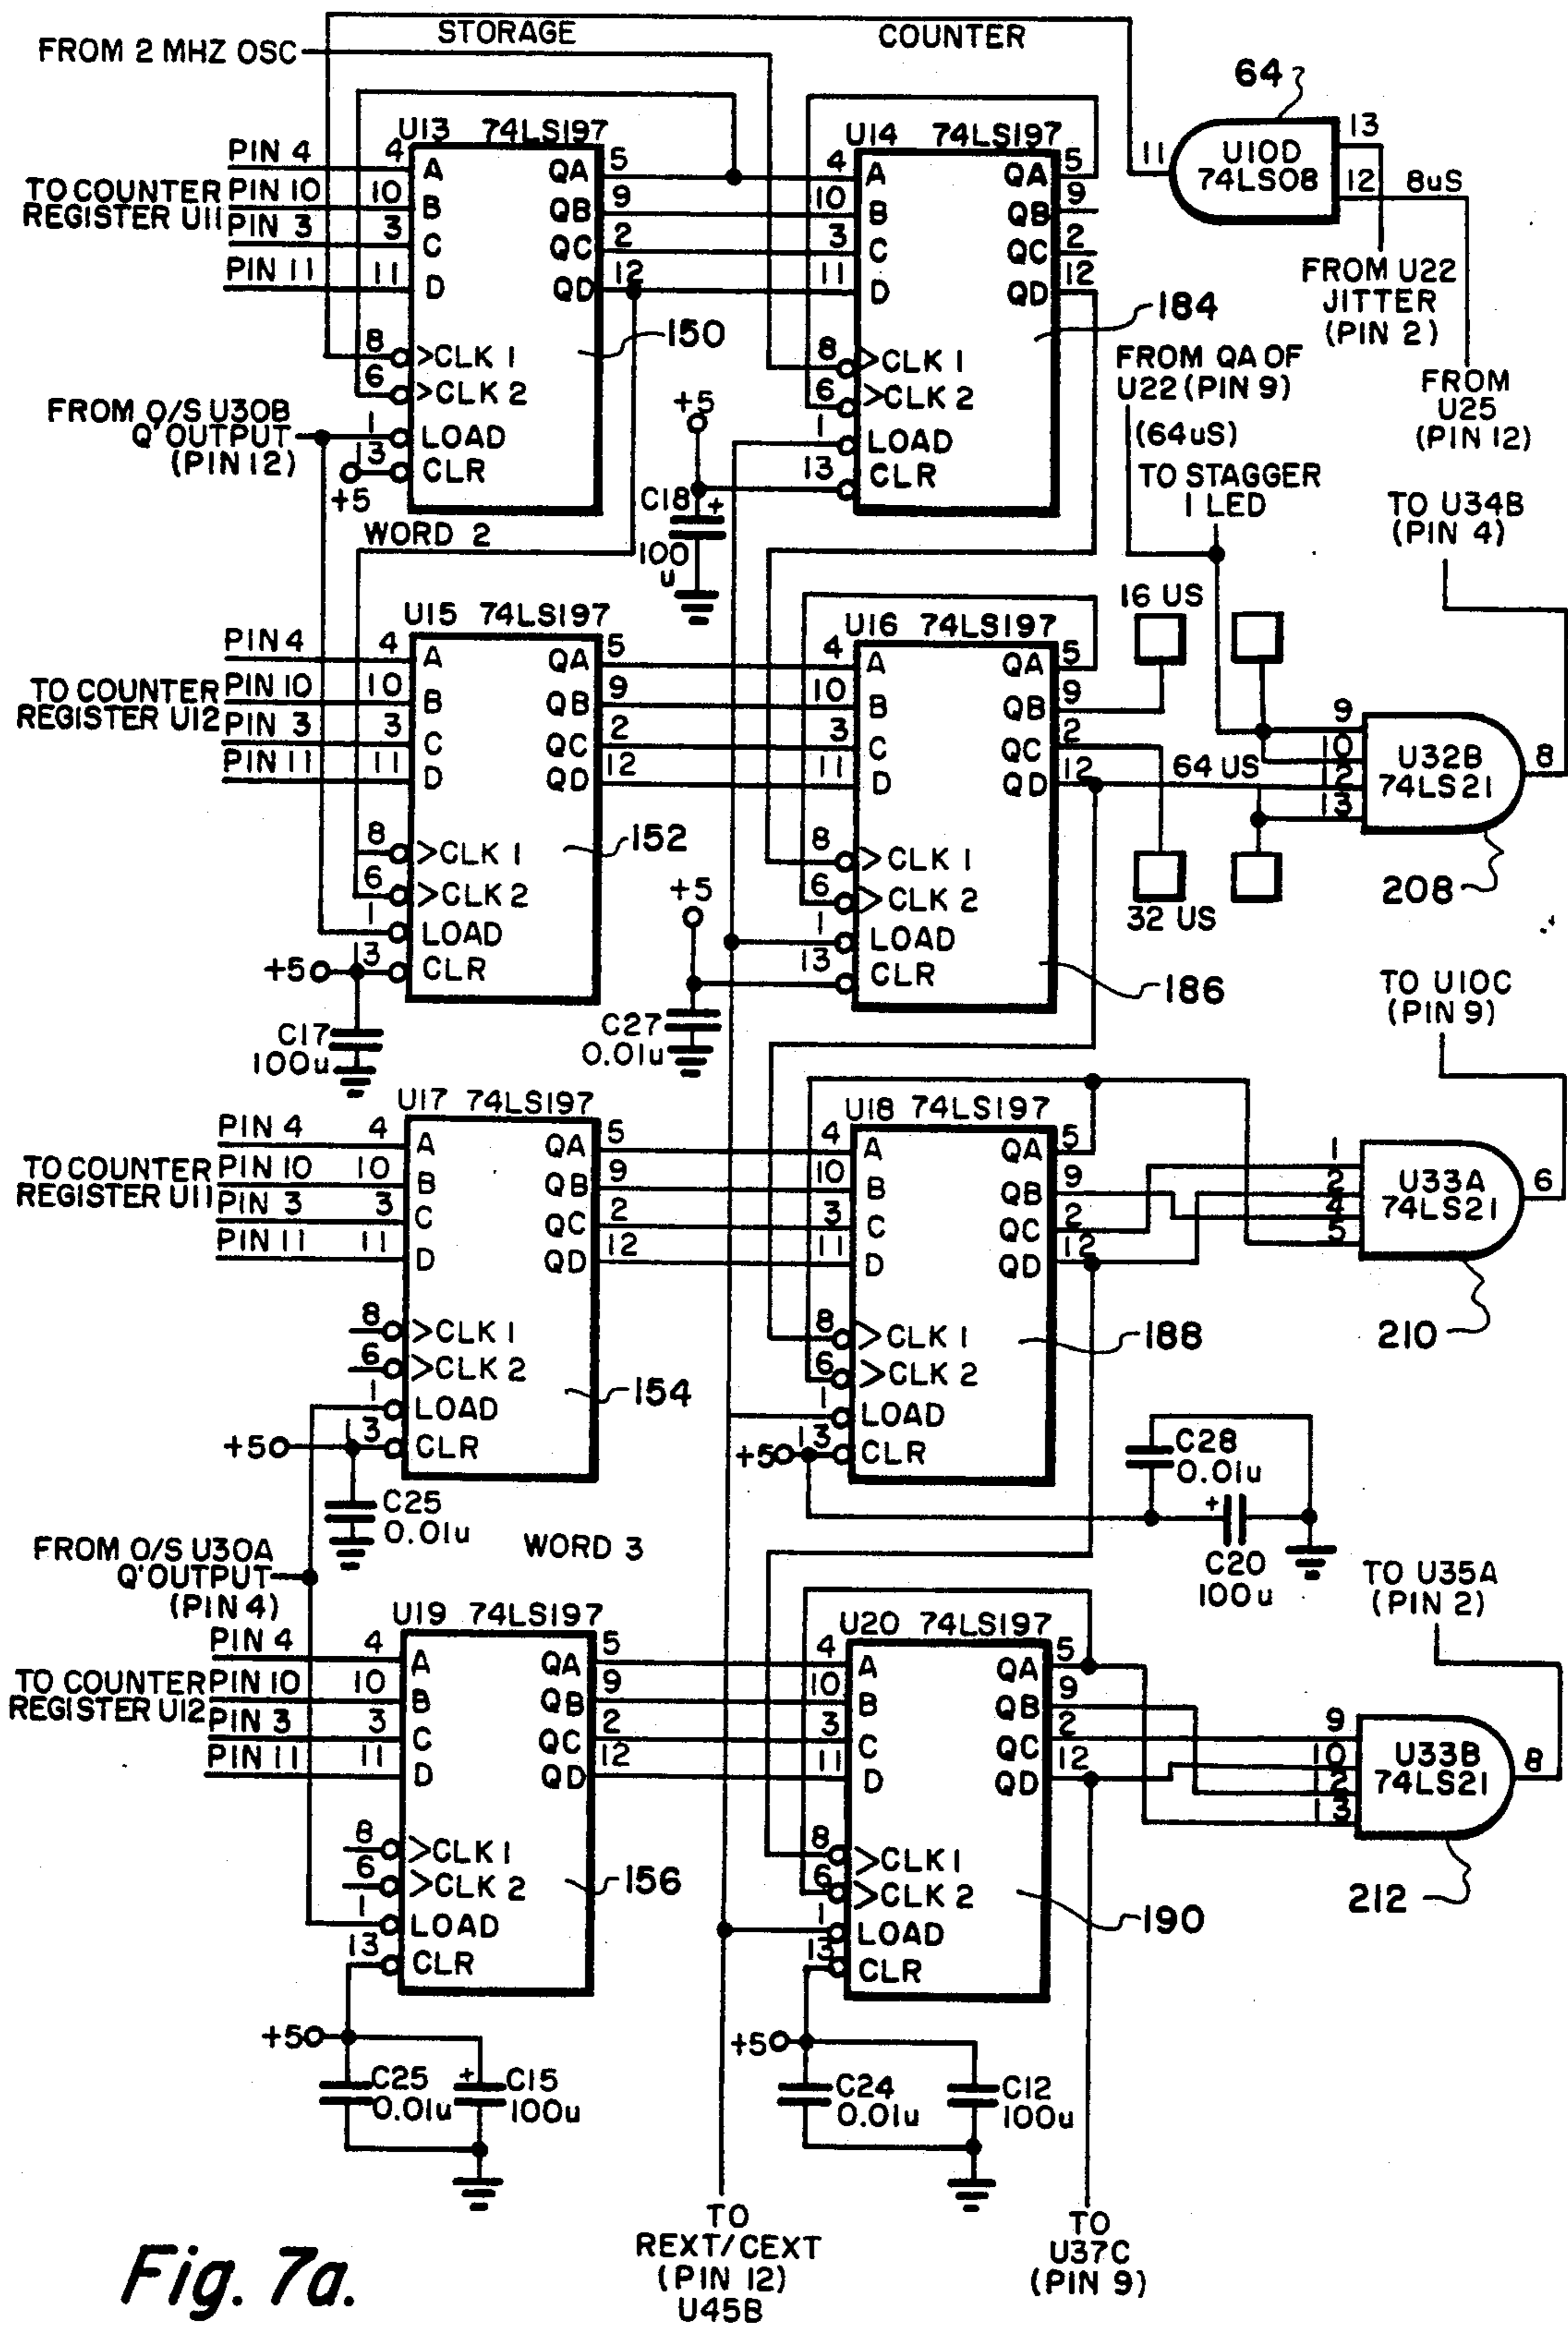 STORAGE
COUNTER
FROM 2 MHZ OSC
64
U13 74LS197
U14 74LS197
U10D
74LS08
11
13
12
8uS
TO COUNTER
REGISTER U11
PIN 4 4 A QA 5
PIN 10 10 B QB 9
PIN 3 3 C QC 2
PIN 11 11 D QD 12
8 >CLK 1
6 >CLK 2
1 LOAD
13 CLR
+5
150
FROM O/S U30B
Q' OUTPUT
(PIN 12)
4 A QA 5
10 B QB 9
3 C QC 2
11 D QD 12
8 >CLK 1
6 >CLK 2
1 LOAD
13 CLR
184
+5
C18 +
100
u
FROM U22
JITTER
(PIN 2)
FROM
U25
(PIN 12)
FROM QA OF
U22 (PIN 9)
(64uS)
TO STAGGER
1 LED
TO U34B
(PIN 4)
WORD 2
U15 74LS197
U16 74LS197
16 US
TO COUNTER
REGISTER U12
PIN 4 4 A QA 5
PIN 10 10 B QB 9
PIN 3 3 C QC 2
PIN 11 11 D QD 12
8 >CLK 1
6 >CLK 2
1 LOAD
13 CLR
+5
152
C17
100u
4 A QA 5
10 B QB 9
3 C QC 2
11 D QD 12
8 >CLK 1
6 >CLK 2
1 LOAD
13 CLR
186
+5
C27
0.01u
64 US
32 US
9
10
12
13
U32B
74LS21
8
208
TO U10C
(PIN 9)
U17 74LS197
U18 74LS197
TO COUNTER
REGISTER U11
PIN 4 4 A QA 5
PIN 10 10 B QB 9
PIN 3 3 C QC 2
PIN 11 11 D QD 12
8 >CLK 1
6 >CLK 2
1 LOAD
13 CLR
+5
154
C25
0.01u
4 A QA 5
10 B QB 9
3 C QC 2
11 D QD 12
8 >CLK 1
6 >CLK 2
1 LOAD
13 CLR
+5
188
C28
0.01u
+
C20
100u
1
2
4
5
U33A
74LS21
6
210
FROM O/S U30A
Q' OUTPUT
(PIN 4)
WORD 3
TO U35A
(PIN 2)
U19 74LS197
U20 74LS197
TO COUNTER
REGISTER U12
PIN 4 4 A QA 5
PIN 10 10 B QB 9
PIN 3 3 C QC 2
PIN 11 11 D QD 12
8 >CLK 1
6 >CLK 2
1 LOAD
13 CLR
156
+5
C25
0.01u
+ C15
100u
4 A QA 5
10 B QB 9
3 C QC 2
11 D QD 12
8 >CLK 1
6 >CLK 2
1 LOAD
13 CLR
190
+5
C24
0.01u
C12
100u
9
10
12
13
U33B
74LS21
8
212
TO
REXT/CEXT
(PIN 12)
U45B
TO
U37C
(PIN 9)
Fig. 7a.